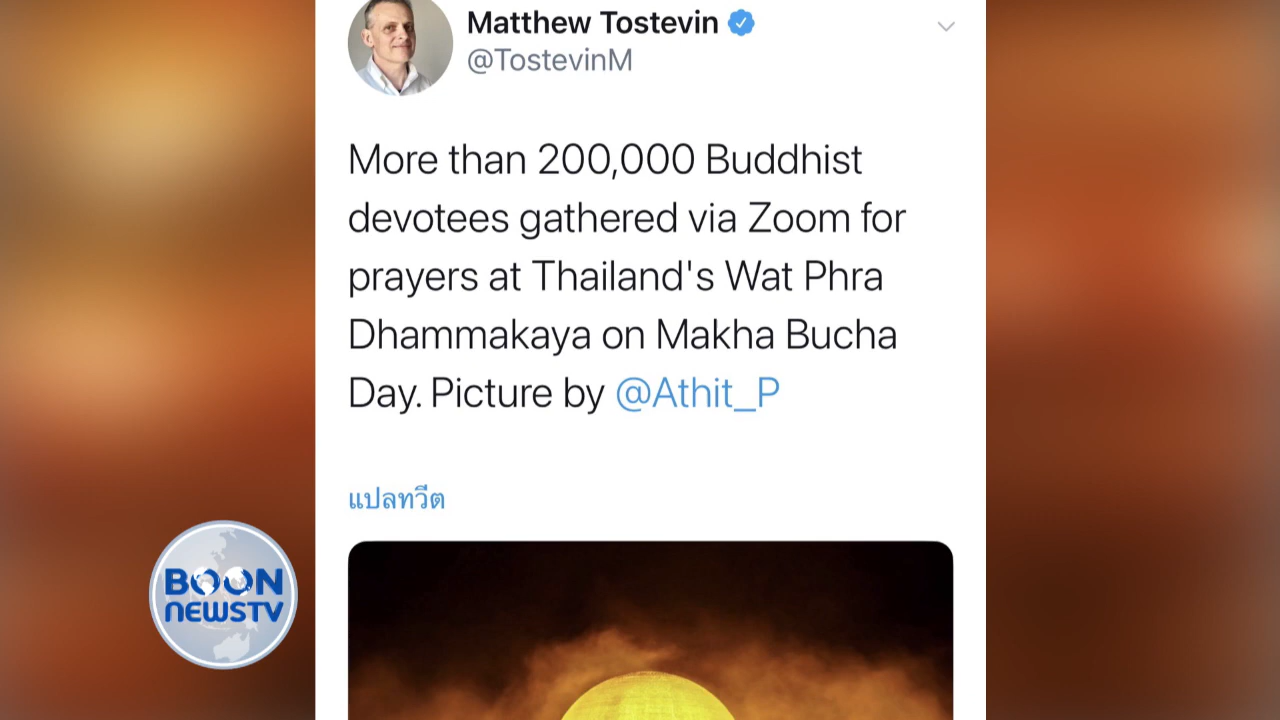 Matthew Tostevin
@TostevinM
More than 200,000 Buddhist
devotees gathered via Zoom for
prayers at Thailand's Wat Phra
Dhammakaya on Makha Bucha
Day. Picture by @Athit_P
แปลทวีต
BOON
NEWSTV